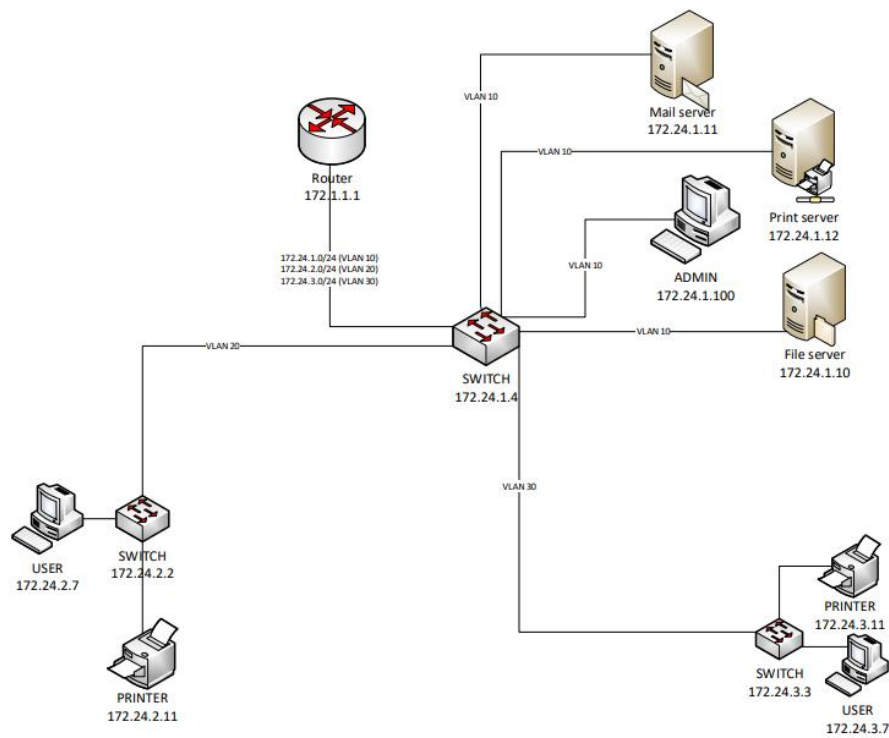 VLAN 10
Mail server
172.24.1.11
Router
172.1.1.1
VLAN 10
Print server
172.24.1.12
172.24.1.0/24 (VLAN 10)
172.24.2.0/24 (VLAN 20)
172.24.3.0/24 (VLAN 30)
VLAN 10
ADMIN
172.24.1.100
VLAN 10
File server
172.24.1.10
VLAN 20
SWITCH
172.24.1.4
VLAN 30
USER
172.24.2.7
SWITCH
172.24.2.2
PRINTER
172.24.2.11
PRINTER
172.24.3.11
SWITCH
172.24.3.3
USER
172.24.3.7